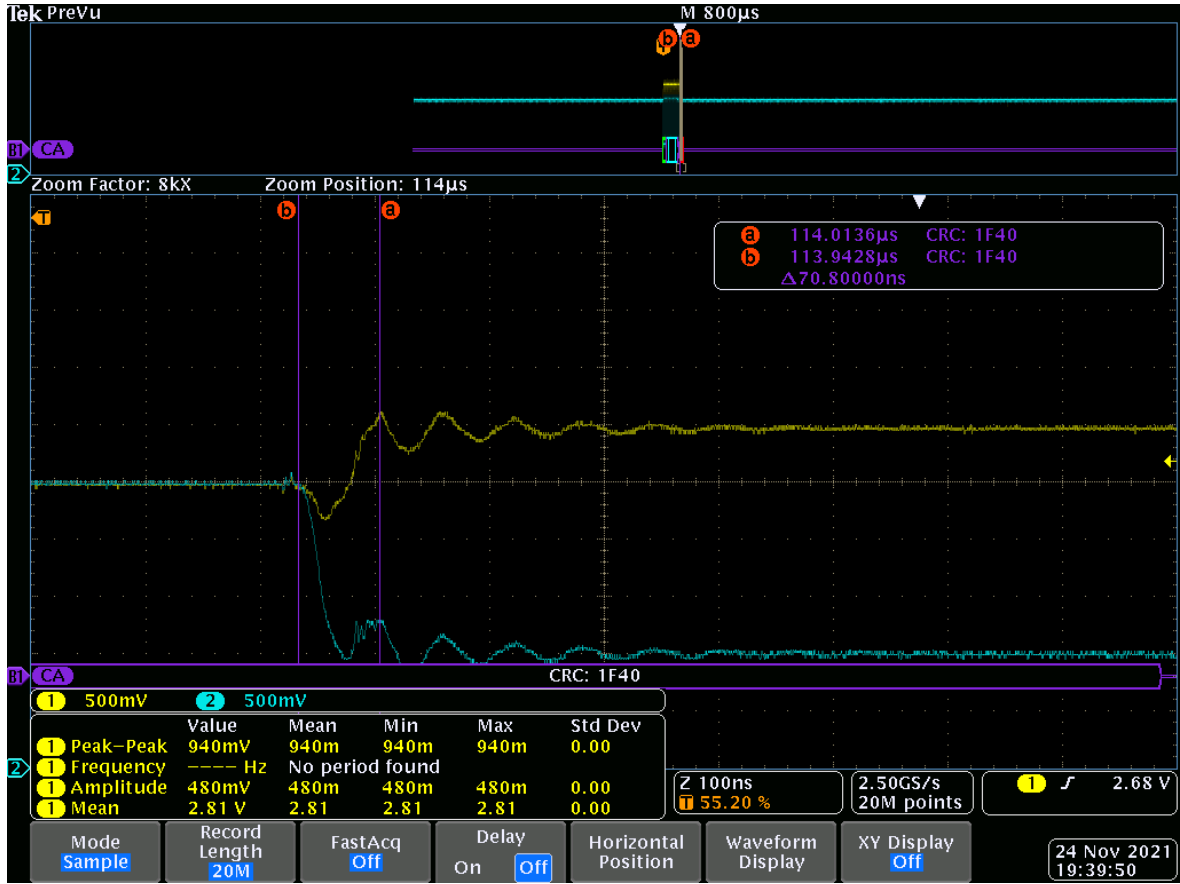 Tek PreVu M 800µs
b a
T
B1 CA
2
Zoom Factor: 8kX Zoom Position: 114µs
b a
T
a 114.0136µs CRC: 1F40
b 113.9428µs CRC: 1F40
Δ70.80000ns
B1 CA CRC: 1F40
1 500mV 2 500mV
Value Mean Min Max Std Dev
1 Peak-Peak 940mV 940m 940m 940m 0.00
2
1 Frequency ---- Hz No period found
1 Amplitude 480mV 480m 480m 480m 0.00
1 Mean 2.81 V 2.81 2.81 2.81 0.00
Z 100ns
T 55.20 %
2.50GS/s
20M points
1 2.68 V
Mode
Sample
Record
Length
20M
FastAcq
Off
Delay
On Off
Horizontal
Position
Waveform
Display
XY Display
Off
24 Nov 2021
19:39:50